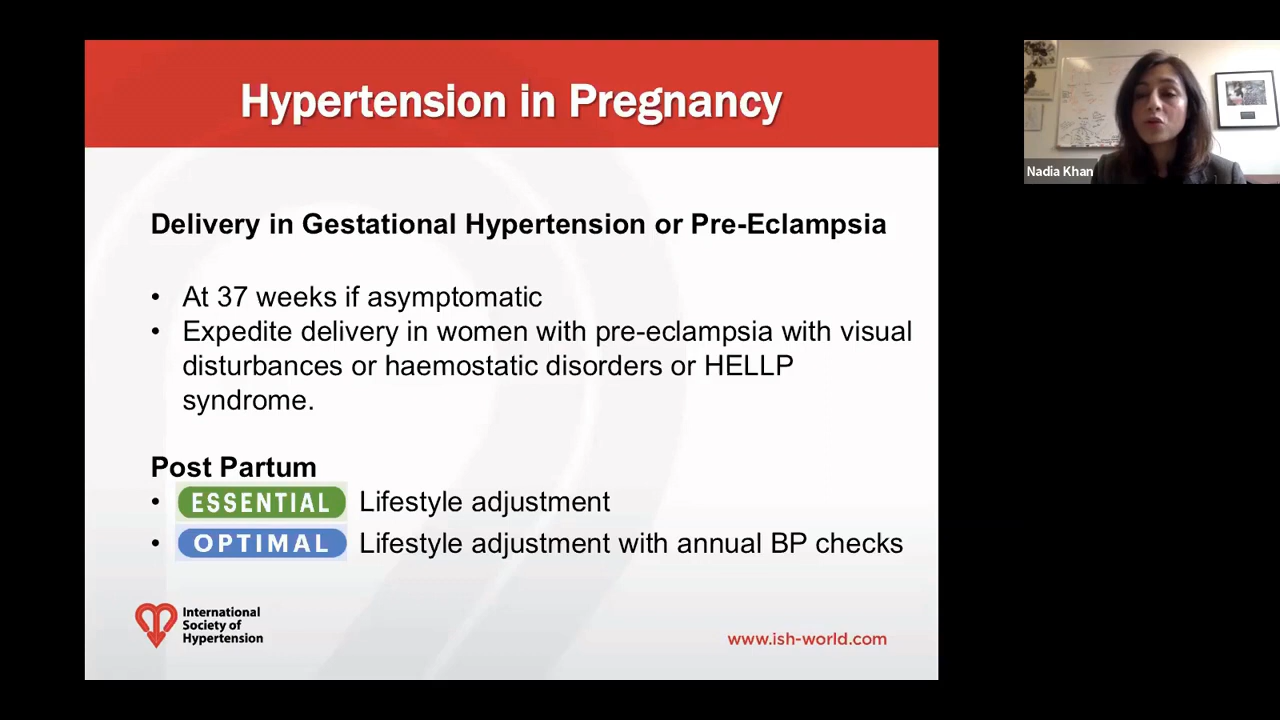 Hypertension in Pregnancy
Nadia Khan
Delivery in Gestational Hypertension or Pre-Eclampsia
• At 37 weeks if asymptomatic
• Expedite delivery in women with pre-eclampsia with visual
disturbances or haemostatic disorders or HELLP
syndrome.
Post Partum
• ESSENTIAL Lifestyle adjustment
• OPTIMAL Lifestyle adjustment with annual BP checks
International
Society of
Hypertension
www.ish-world.com